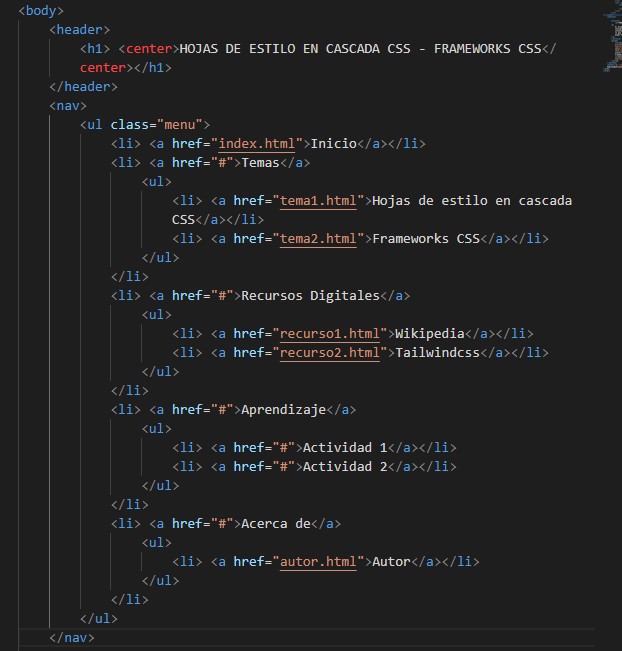 <body>
<header>
<h1> <center>HOJAS DE ESTILO EN CASCADA CSS - FRAMEWORKS CSS</
center></h1>
</header>
<nav>
<ul class="menu">
<li> <a href="index.html">Inicio</a></li>
<li> <a href="#">Temas</a>
<ul>
<li> <a href="tema1.html">Hojas de estilo en cascada
CSS</a></li>
<li> <a href="tema2.html">Frameworks CSS</a></li>
</ul>
</li>
<li> <a href="#">Recursos Digitales</a>
<ul>
<li> <a href="recurso1.html">Wikipedia</a></li>
<li> <a href="recurso2.html">Tailwindcss</a></li>
</ul>
</li>
<li> <a href="#">Aprendizaje</a>
<ul>
<li> <a href="#">Actividad 1</a></li>
<li> <a href="#">Actividad 2</a></li>
</ul>
</li>
<li> <a href="#">Acerca de</a>
<ul>
<li> <a href="autor.html">Autor</a></li>
</ul>
</li>
</ul>
</nav>